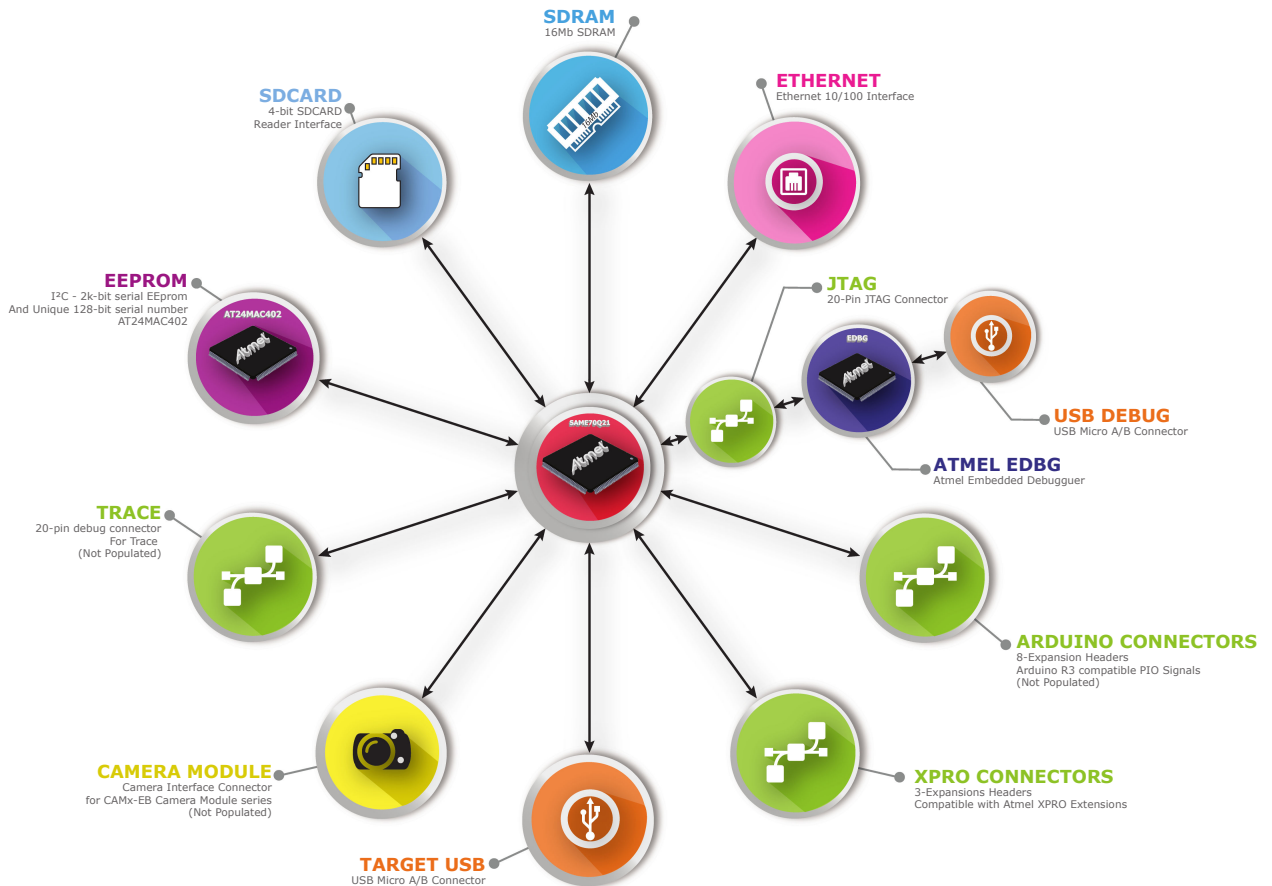 SDRAM
16Mb SDRAM
16Mb
ETHERNET
Ethernet 10/100 Interface
SDCARD
4-bit SDCARD
Reader Interface
EEPROM
I²C - 2k-bit serial EEprom
And Unique 128-bit serial number
AT24MAC402
AT24MAC402
Atmel
JTAG
20-Pin JTAG Connector
EDBG
Atmel
USB DEBUG
USB Micro A/B Connector
ATMEL EDBG
Atmel Embedded Debugguer
SAME70Q21
Atmel
TRACE
20-pin debug connector
For Trace
(Not Populated)
ARDUINO CONNECTORS
8-Expansion Headers
Arduino R3 compatible PIO Signals
(Not Populated)
CAMERA MODULE
Camera Interface Connector
for CAMx-EB Camera Module series
(Not Populated)
XPRO CONNECTORS
3-Expansions Headers
Compatible with Atmel XPRO Extensions
TARGET USB
USB Micro A/B Connector